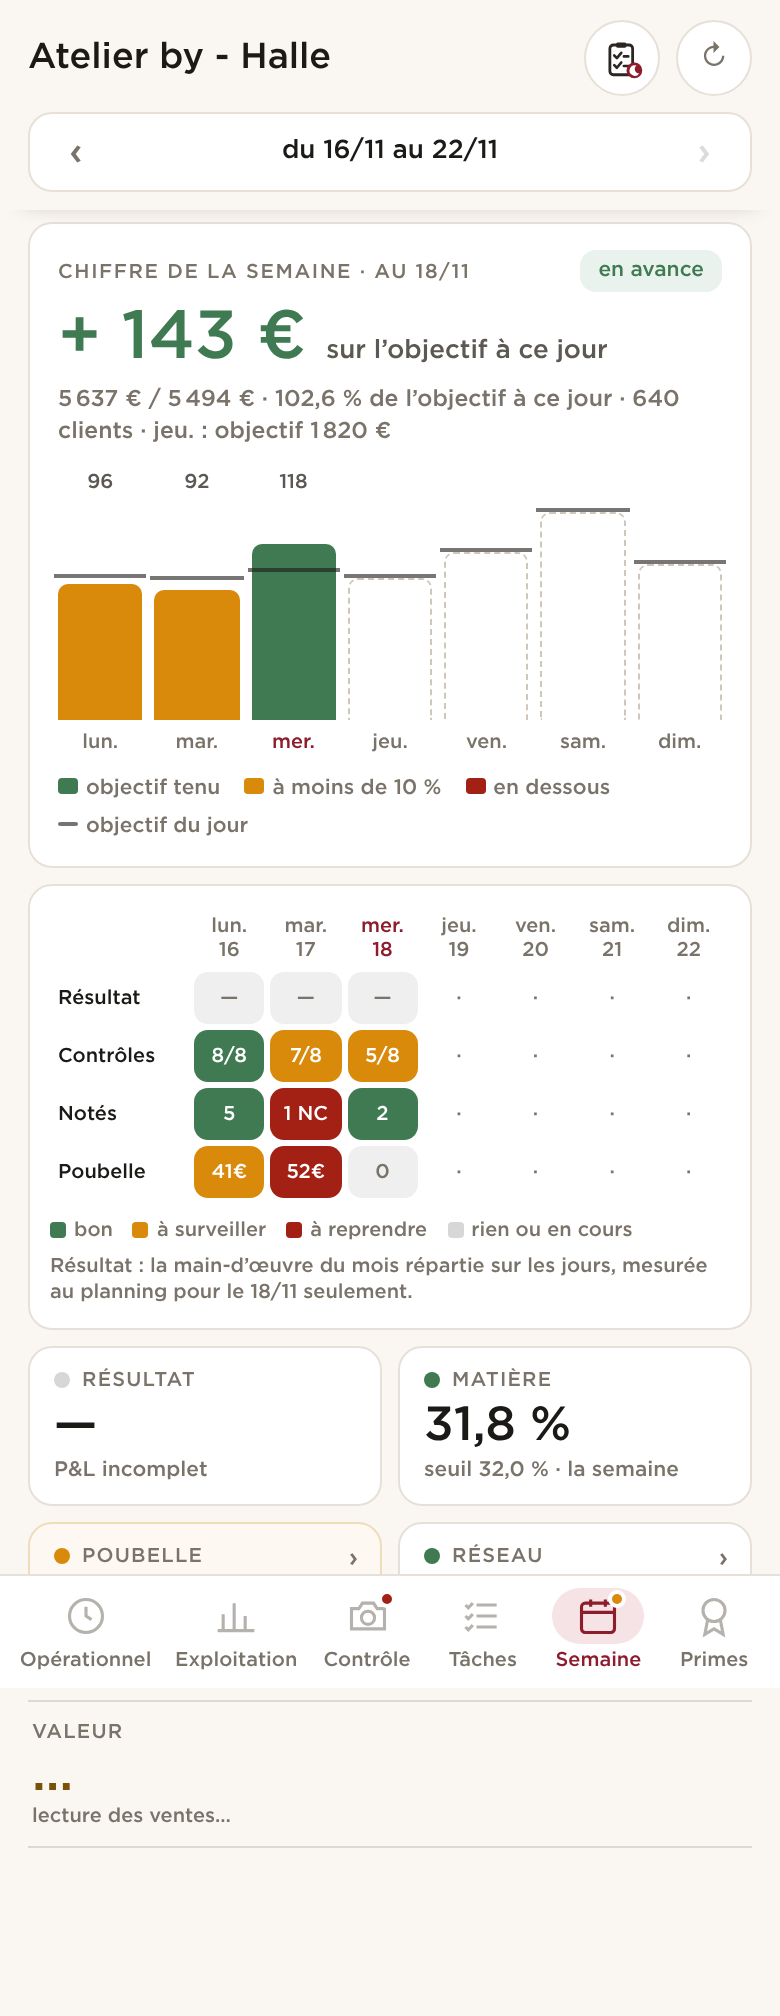 Atelier by - Halle
‹ du 16/11 au 22/11 ›
CHIFFRE DE LA SEMAINE · AU 18/11 en avance
+ 143 € sur l’objectif à ce jour
5 637 € / 5 494 € · 102,6 % de l’objectif à ce jour · 640
clients · jeu. : objectif 1 820 €
96 92 118
lun. mar. mer. jeu. ven. sam. dim.
objectif tenu à moins de 10 % en dessous
objectif du jour
lun. mar. mer. jeu. ven. sam. dim.
16 17 18 19 20 21 22
Résultat — — — · · · ·
Contrôles 8/8 7/8 5/8 · · · ·
Notés 5 1 NC 2 · · · ·
Poubelle 41€ 52€ 0 · · · ·
bon à surveiller à reprendre rien ou en cours
Résultat : la main-d’œuvre du mois répartie sur les jours, mesurée
au planning pour le 18/11 seulement.
RÉSULTAT
—
P&L incomplet
MATIÈRE
31,8 %
seuil 32,0 % · la semaine
POUBELLE ›
RÉSEAU ›
Opérationnel Exploitation Contrôle Tâches Semaine Primes
VALEUR
...
lecture des ventes...